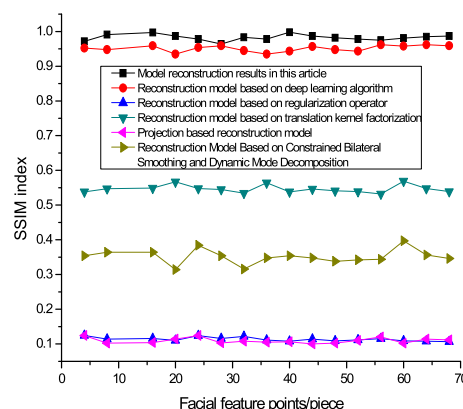 1.0
0.9
0.8
0.7
0.6
0.5
0.4
0.3
0.2
0.1
SSIM index
Model reconstruction results in this article
Reconstruction model based on deep learning algorithm
Reconstruction model based on regularization operator
Reconstruction model based on translation kernel factorization
Projection based reconstruction model
Reconstruction Model Based on Constrained Bilateral
Smoothing and Dynamic Mode Decomposition
0 10 20 30 40 50 60 70
Facial feature points/piece